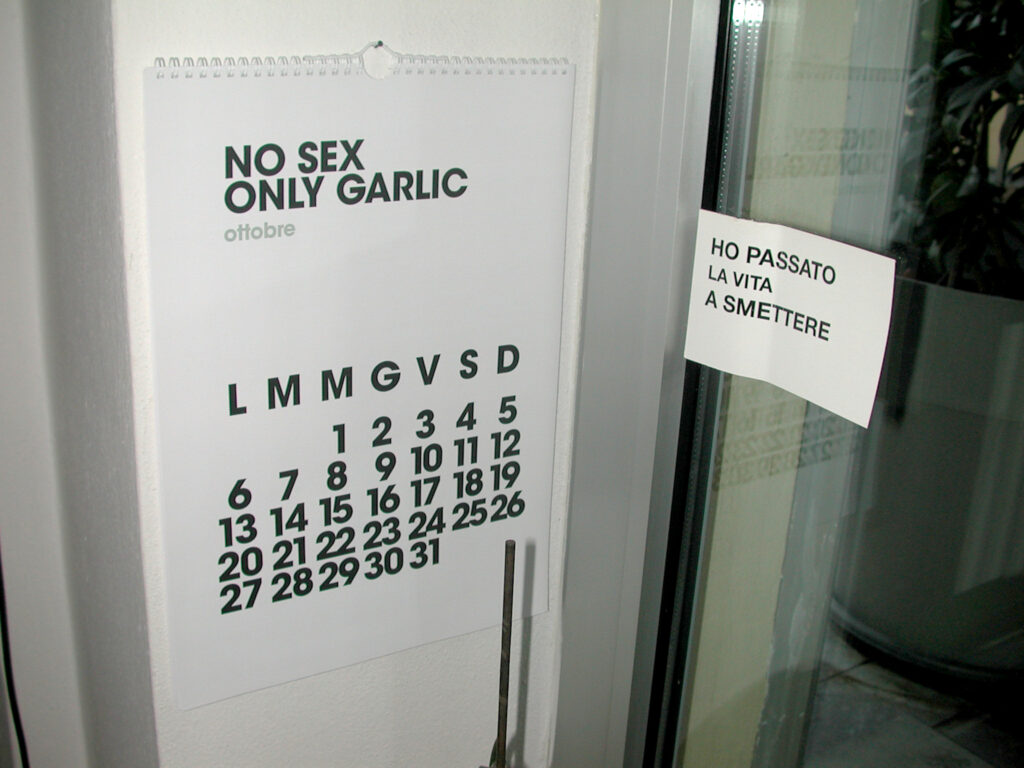 NO SEX
ONLY GARLIC
ottobre
L M M G V S D
1 2 3 4 5
6 7 8 9 10 11 12
13 14 15 16 17 18 19
20 21 22 23 24 25 26
27 28 29 30 31
HO PASSATO
LA VITA
A SMETTERE